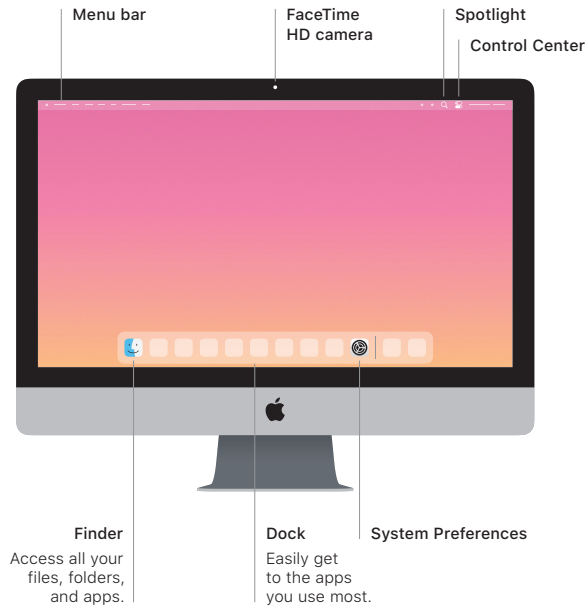 Menu bar
FaceTime
HD camera
Spotlight
Control Center
Finder
Access all your
files, folders,
and apps.
Dock
Easily get
to the apps
you use most.
System Preferences